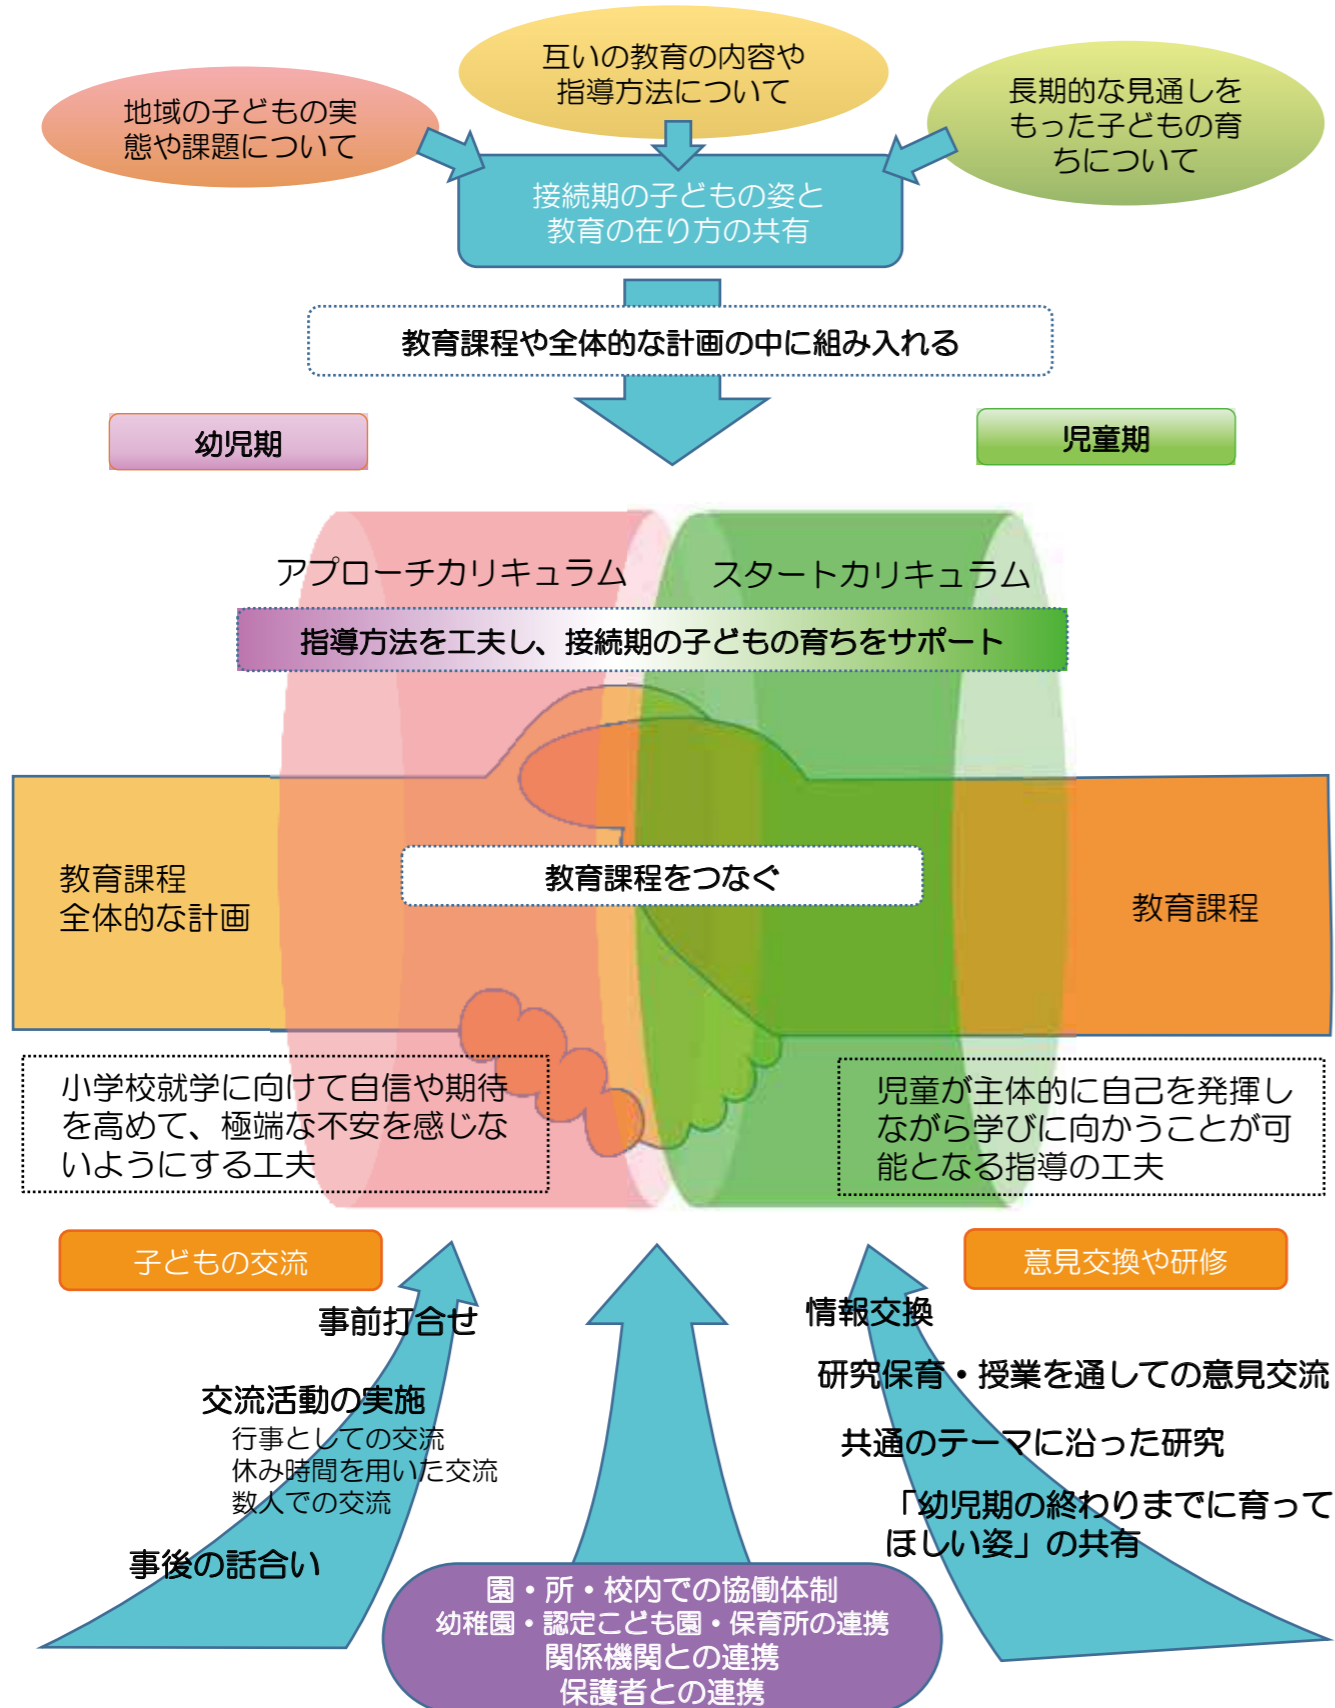 互いの教育の内容や
指導方法について
地域の子どもの実
態や課題について
長期的な見通しを
もった子どもの育
ちについて
接続期の子どもの姿と
教育の在り方の共有
教育課程や全体的な計画の中に組み入れる
幼児期
児童期
アプローチカリキュラム
スタートカリキュラム
指導方法を工夫し、接続期の子どもの育ちをサポート
教育課程
全体的な計画
教育課程をつなぐ
教育課程
小学校就学に向けて自信や期待
を高めて、極端な不安を感じな
いようにする工夫
児童が主体的に自己を発揮し
ながら学びに向かうことが可
能となる指導の工夫
子どもの交流
事前打合せ
交流活動の実施
行事としての交流
休み時間を用いた交流
数人での交流
事後の話合い
意見交換や研修
情報交換
研究保育・授業を通しての意見交流
共通のテーマに沿った研究
「幼児期の終わりまでに育って
ほしい姿」の共有
園・所・校内での協働体制
幼稚園・認定こども園・保育所の連携
関係機関との連携
保護者との連携